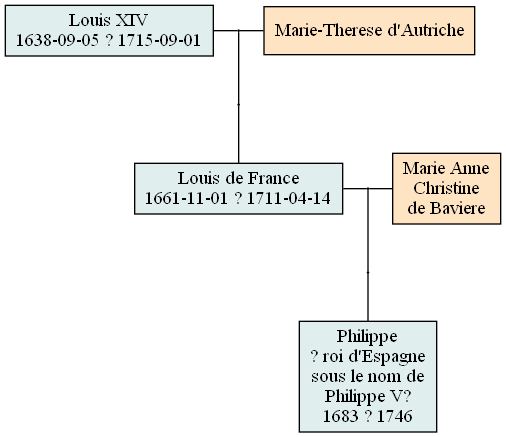 Louis XIV
1638-09-05 ? 1715-09-01
Marie-Therese d'Autriche
Louis de France
1661-11-01 ? 1711-04-14
Marie Anne
Christine
de Baviere
Philippe
? roi d'Espagne
sous le nom de
Philippe V?
1683 ? 1746